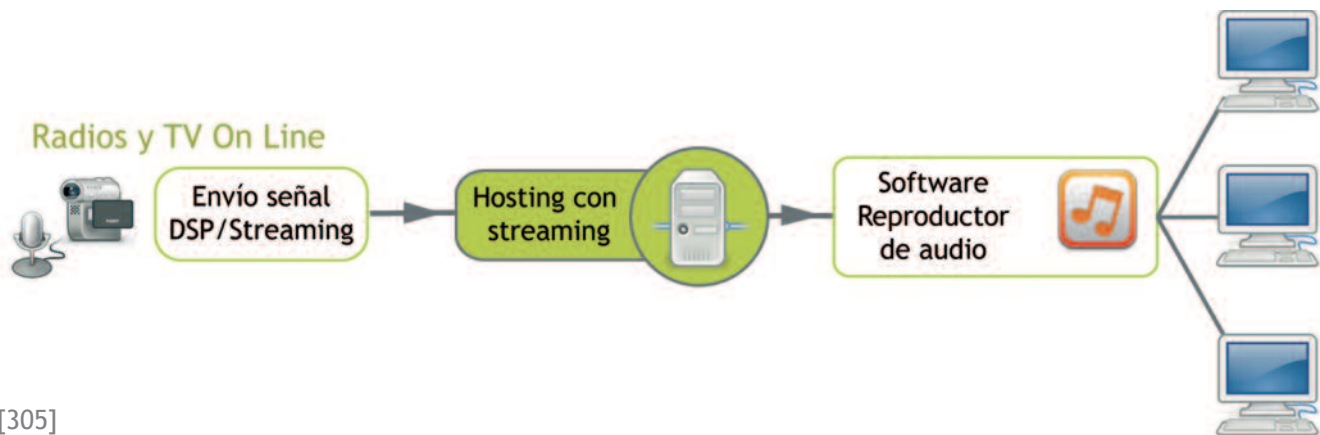 Radios y TV On Line
Envío señal
DSP/Streaming
Hosting con
streaming
Software
Reproductor
de audio
[305]